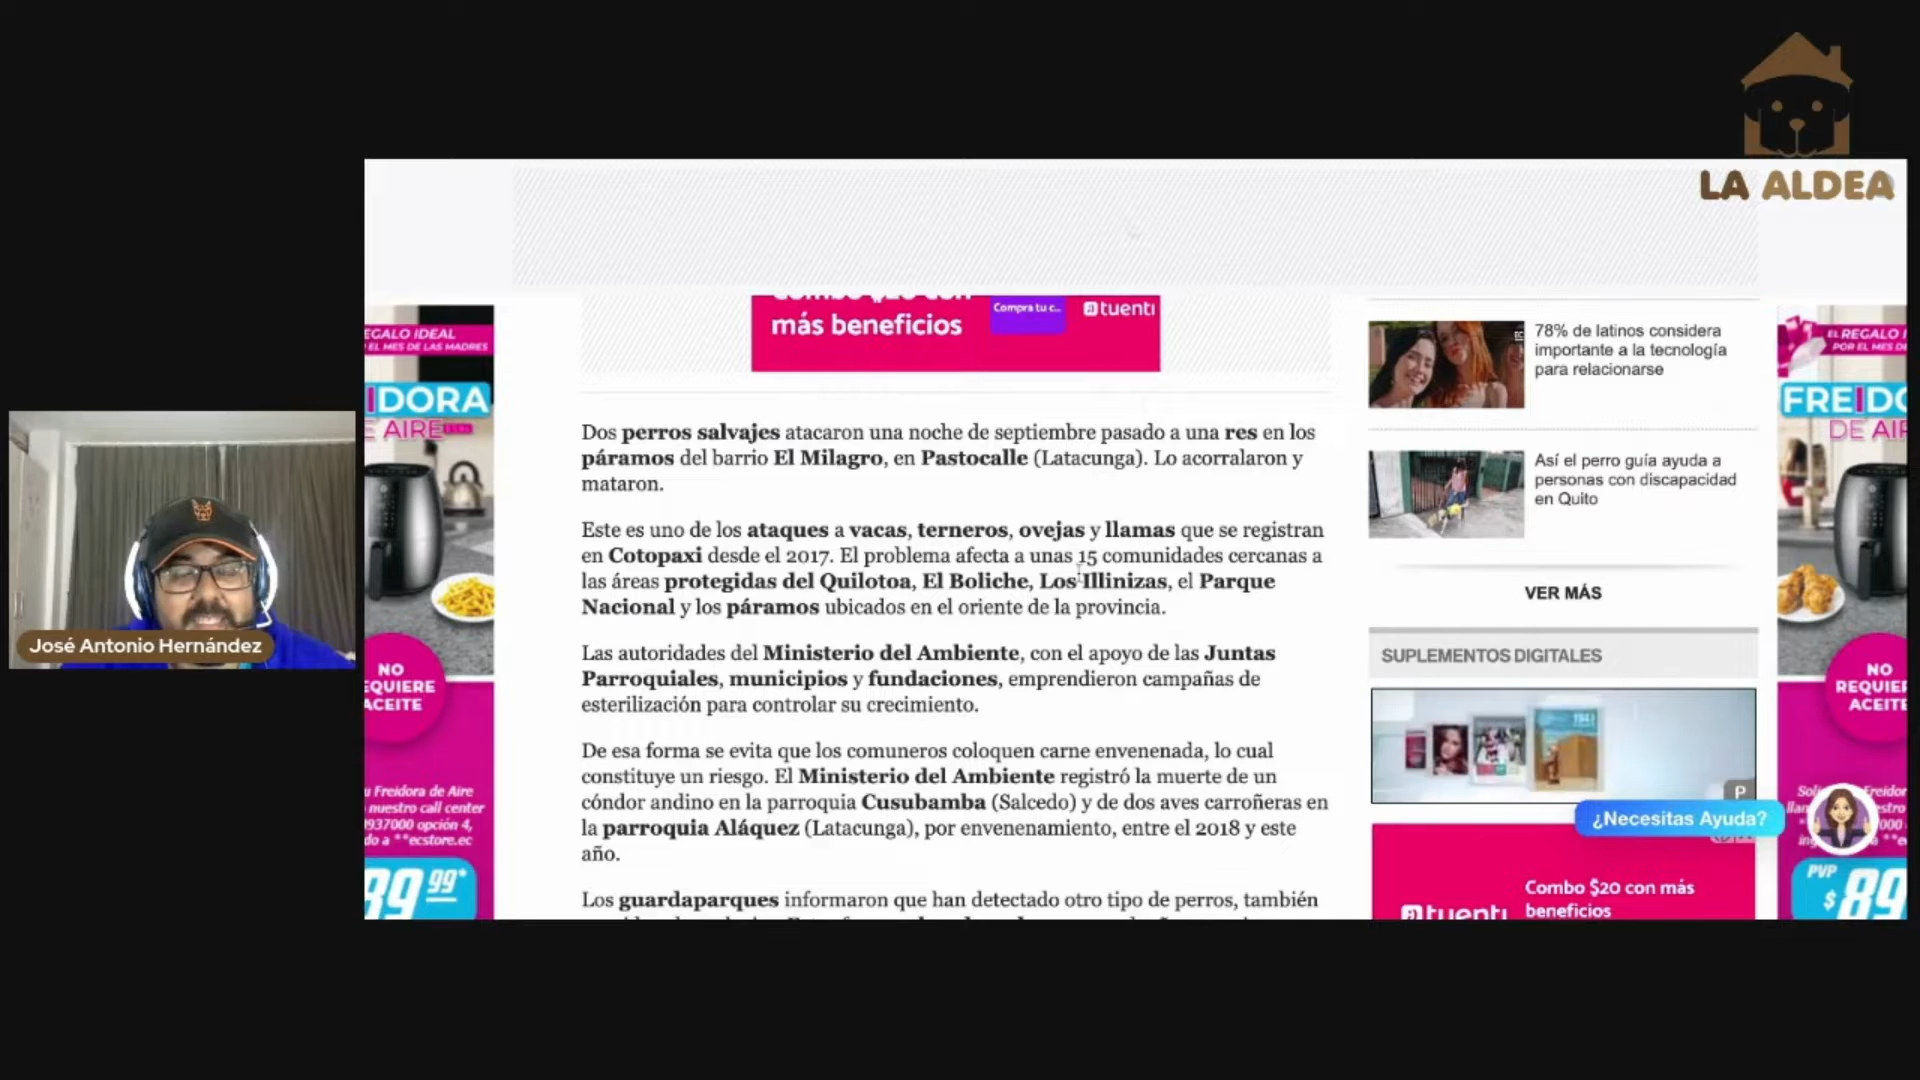 LA ALDEA
Combo $20 con
más beneficios
Compra tu c...
tuenti
EGALO IDEAL
EL MES DE LAS MADRES
IDORA
E AIRE
NO
EQUIERE
ACEITE
u Freidora de Aire
nuestro call center
0937000 opción 4,
do a **ecstore.ec
89 99*
José Antonio Hernández
Dos perros salvajes atacaron una noche de septiembre pasado a una res en los
páramos del barrio El Milagro, en Pastocalle (Latacunga). Lo acorralaron y
mataron.
Este es uno de los ataques a vacas, terneros, ovejas y llamas que se registran
en Cotopaxi desde el 2017. El problema afecta a unas 15 comunidades cercanas a
las áreas protegidas del Quilotoa, El Boliche, Los Illinizas, el Parque
Nacional y los páramos ubicados en el oriente de la provincia.
Las autoridades del Ministerio del Ambiente, con el apoyo de las Juntas
Parroquiales, municipios y fundaciones, emprendieron campañas de
esterilización para controlar su crecimiento.
De esa forma se evita que los comuneros coloquen carne envenenada, lo cual
constituye un riesgo. El Ministerio del Ambiente registró la muerte de un
cóndor andino en la parroquia Cusubamba (Salcedo) y de dos aves carroñeras en
la parroquia Aláquez (Latacunga), por envenenamiento, entre el 2018 y este
año.
Los guardaparques informaron que han detectado otro tipo de perros, también
78% de latinos considera
importante a la tecnología
para relacionarse
Así el perro guía ayuda a
personas con discapacidad
en Quito
VER MÁS
SUPLEMENTOS DIGITALES
P
¿Necesitas Ayuda?
Combo $20 con más
beneficios
tuenti
EL REGALO I
POR EL MES DE
FREIDO
DE AIR
NO
REQUIER
ACEITE
PVP
$ 89